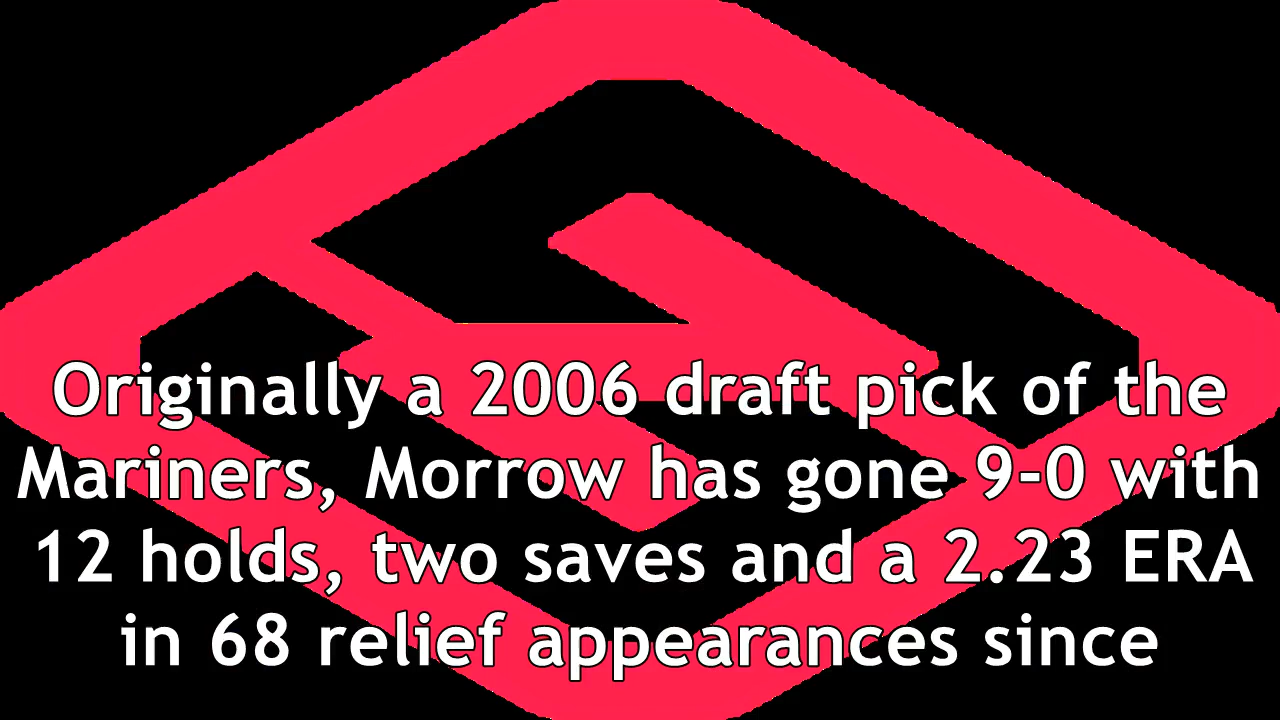 Originally a 2006 draft pick of the
Mariners, Morrow has gone 9-0 with
12 holds, two saves and a 2.23 ERA
in 68 relief appearances since